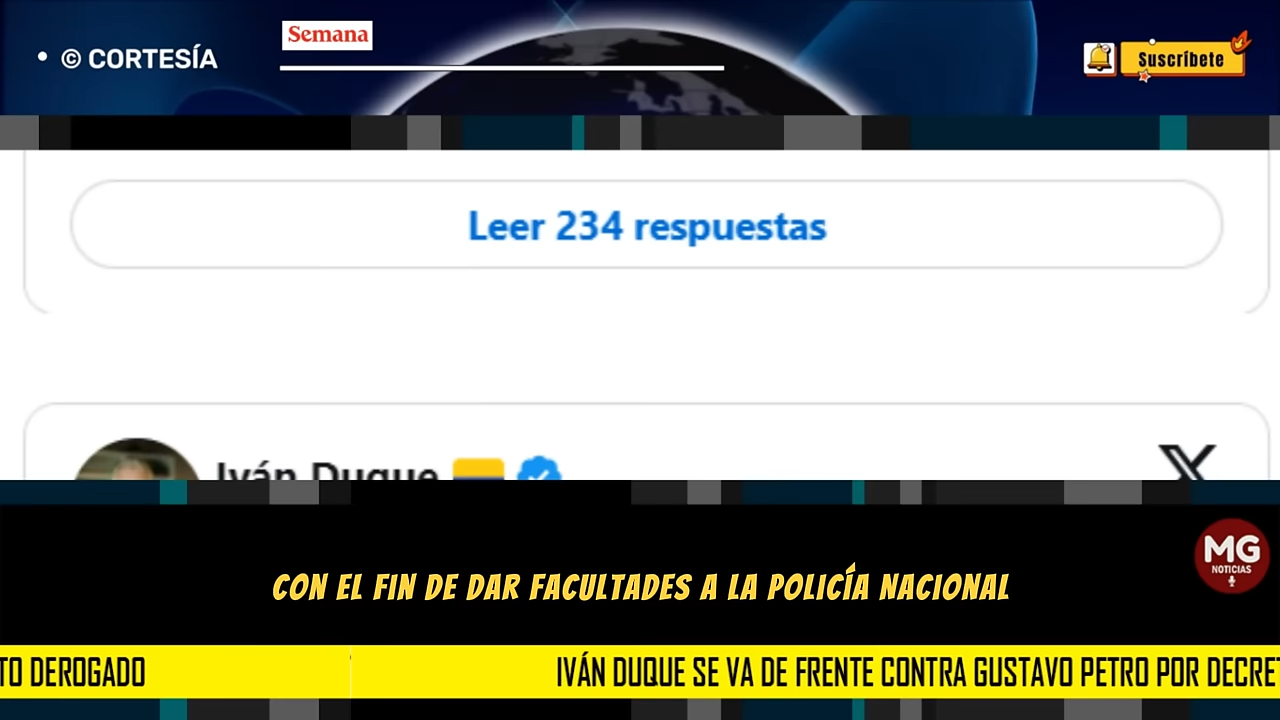 • © CORTESÍA
Semana
Suscríbete
Leer 234 respuestas
Iván Duque
X
MG
NOTICIAS
CON EL FIN DE DAR FACULTADES A LA POLICÍA NACIONAL
TO DEROGADO
IVÁN DUQUE SE VA DE FRENTE CONTRA GUSTAVO PETRO POR DECRE